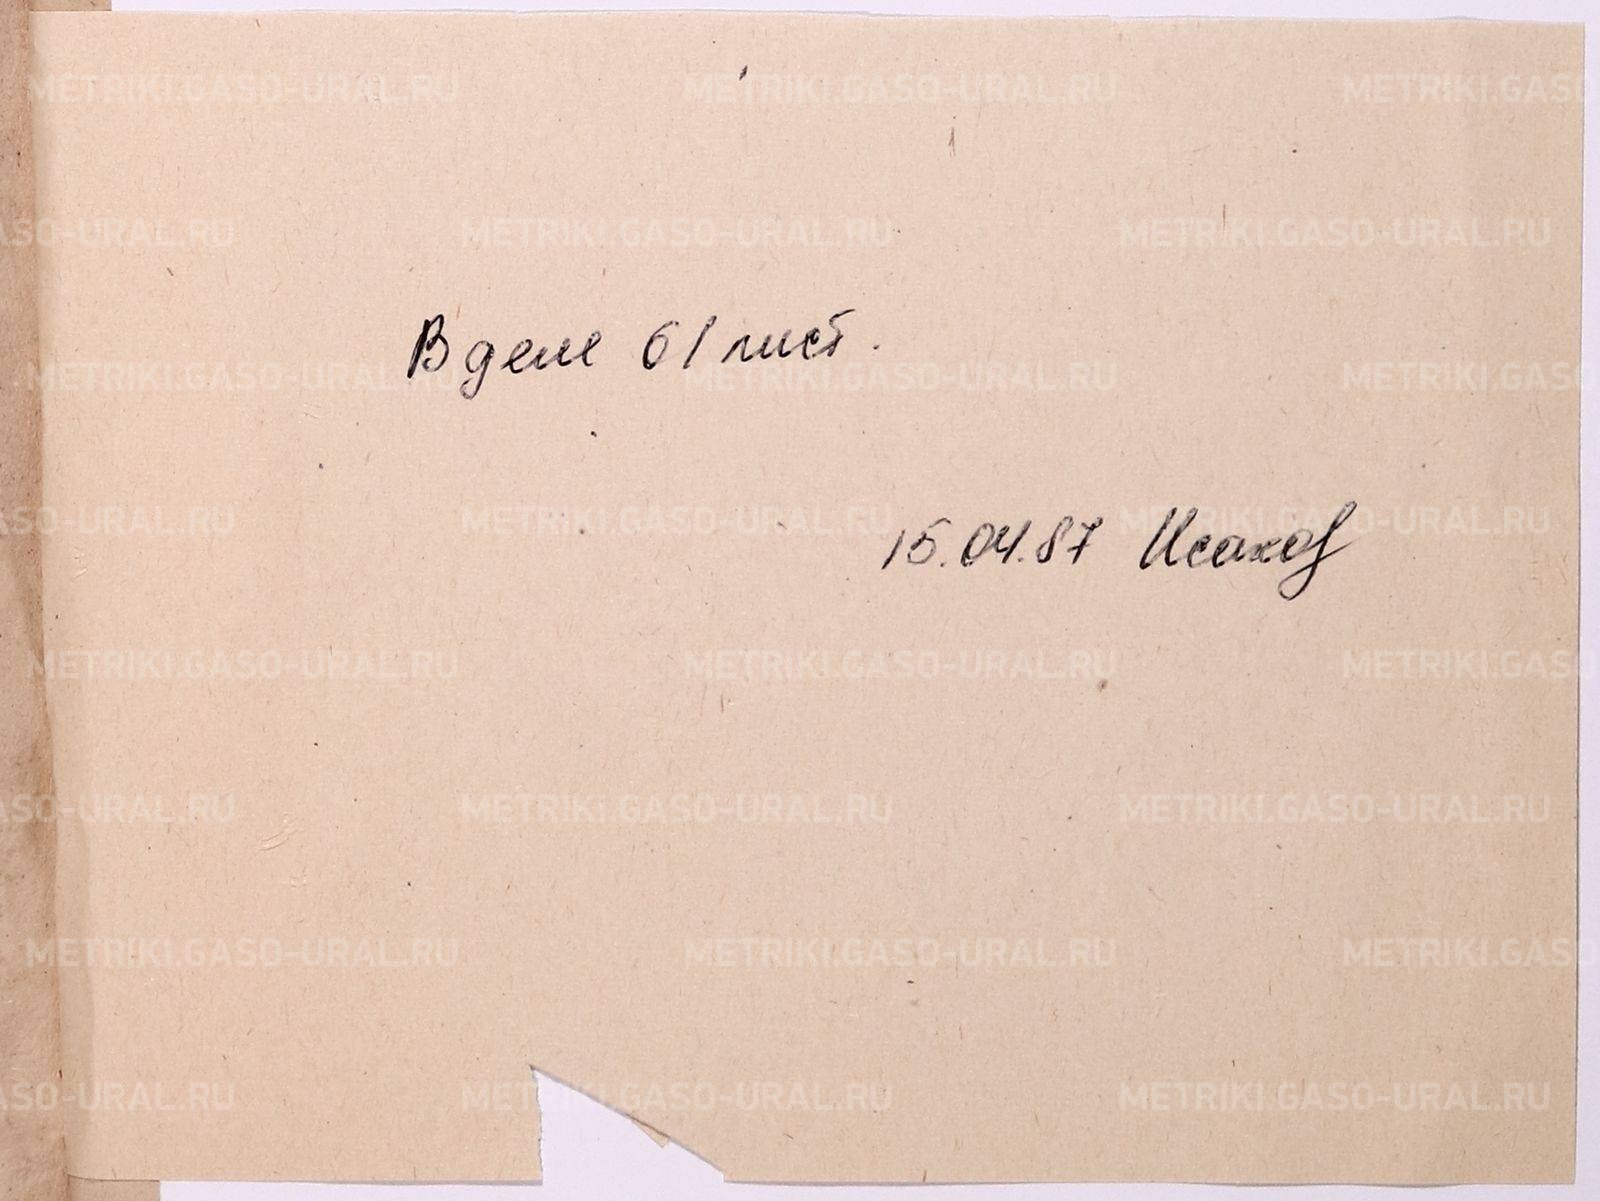 В деле 61 лист.
15.04.87 Исаков